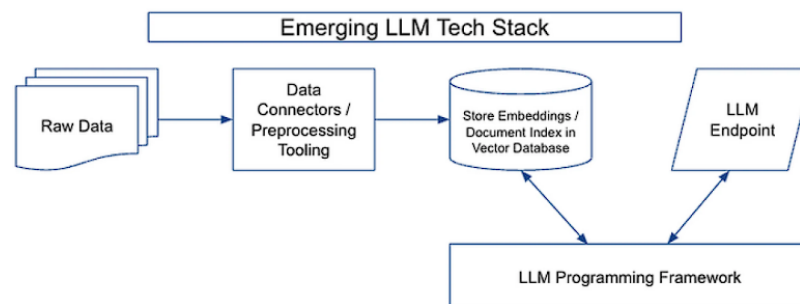 Emerging LLM Tech Stack
Raw Data
Data
Connectors /
Preprocessing
Tooling
Store Embeddings /
Document Index in
Vector Database
LLM
Endpoint
LLM Programming Framework